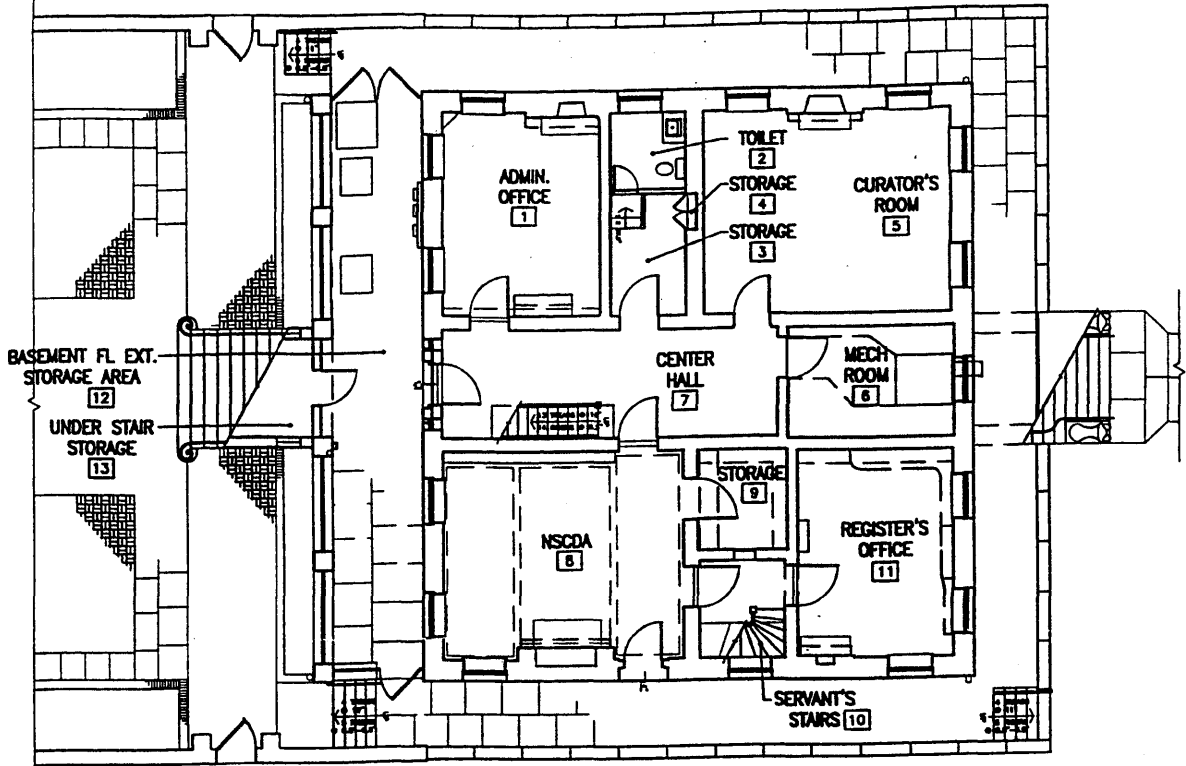 TOILET
2
STORAGE
4
STORAGE
3
ADMIN.
OFFICE
1
CURATOR'S
ROOM
5
BASEMENT FL EXT.
STORAGE AREA
12
UNDER STAIR
STORAGE
13
CENTER
HALL
7
MECH
ROOM
6
STORAGE
9
NSCDA
8
REGISTER'S
OFFICE
11
SERVANT'S
STAIRS 10